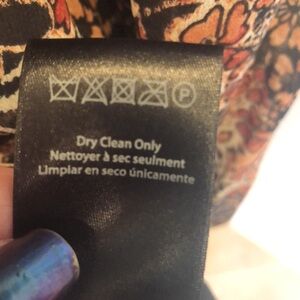 P
Dry Clean Only
Nettoyer à sec seulment
Limpiar en seco únicamente